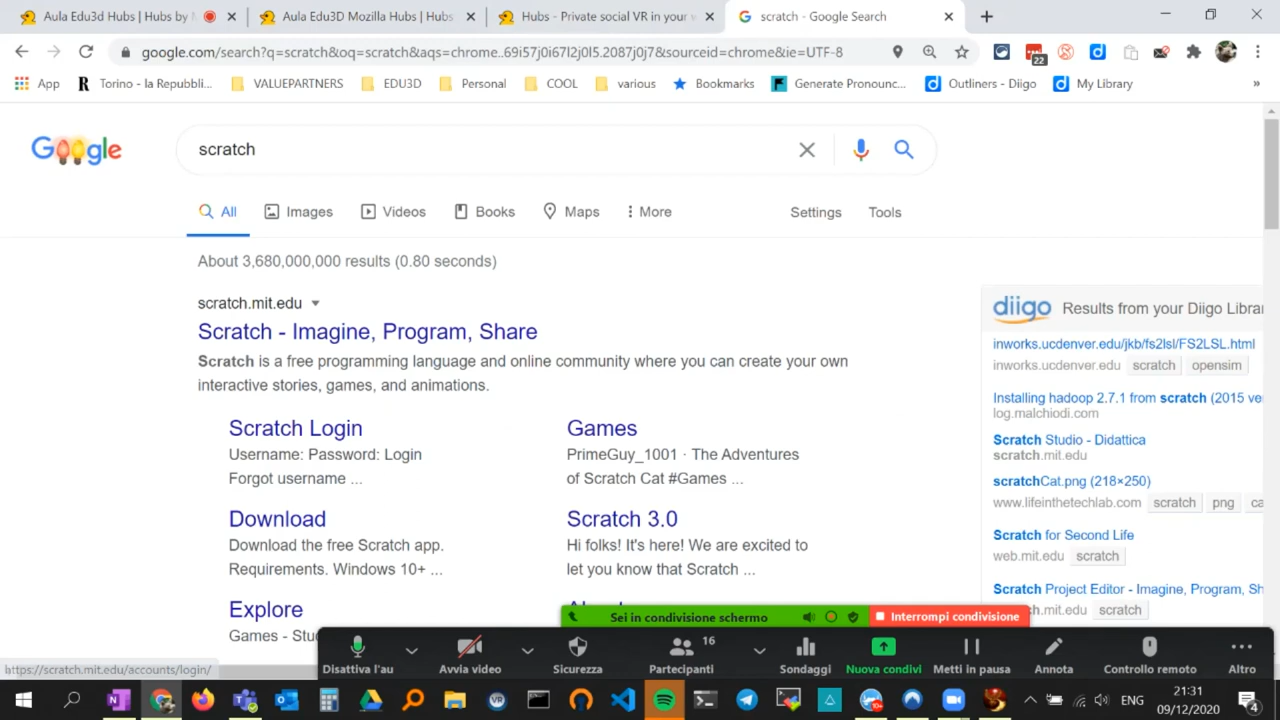 Aula Edu3d Hubs | Hubs by M
Aula Edu3D Mozilla Hubs | Hubs
Hubs - Private social VR in your w
scratch - Google Search
google.com/search?q=scratch&oq=scratch&aqs=chrome..69i57j0i67l2j0l5.2087j0j7&sourceid=chrome&ie=UTF-8
22
App
Torino - la Repubbli...
VALUEPARTNERS
EDU3D
Personal
COOL
various
Bookmarks
Generate Pronounc...
Outliners - Diigo
My Library
Google
scratch
All
Images
Videos
Books
Maps
More
Settings
Tools
About 3,680,000,000 results (0.80 seconds)
scratch.mit.edu
Scratch - Imagine, Program, Share
Scratch is a free programming language and online community where you can create your own
interactive stories, games, and animations.
Scratch Login
Username: Password: Login
Forgot username ...
Games
PrimeGuy_1001 · The Adventures
of Scratch Cat #Games ...
Download
Download the free Scratch app.
Requirements. Windows 10+ ...
Scratch 3.0
Hi folks! It's here! We are excited to
let you know that Scratch ...
Explore
Games - Stu
diigo
Results from your Diigo Librar
inworks.ucdenver.edu/jkb/fs2lsl/FS2LSL.html
inworks.ucdenver.edu scratch opensim
Installing hadoop 2.7.1 from scratch (2015 ve
log.malchiodi.com
Scratch Studio - Didattica
scratch.mit.edu
scratchCat.png (218×250)
www.lifeinthetechlab.com scratch png ca
Scratch for Second Life
web.mit.edu scratch
Scratch Project Editor - Imagine, Program, Sh
h.mit.edu scratch
Sei in condivisione schermo
Interrompi condivisione
Disattiva l'au
Avvia video
Sicurezza
16
Partecipanti
Sondaggi
Nuova condivi
Metti in pausa
Annota
Controllo remoto
Altro
https://scratch.mit.edu/accounts/login/
VR
10+
ENG
21:31
09/12/2020
4